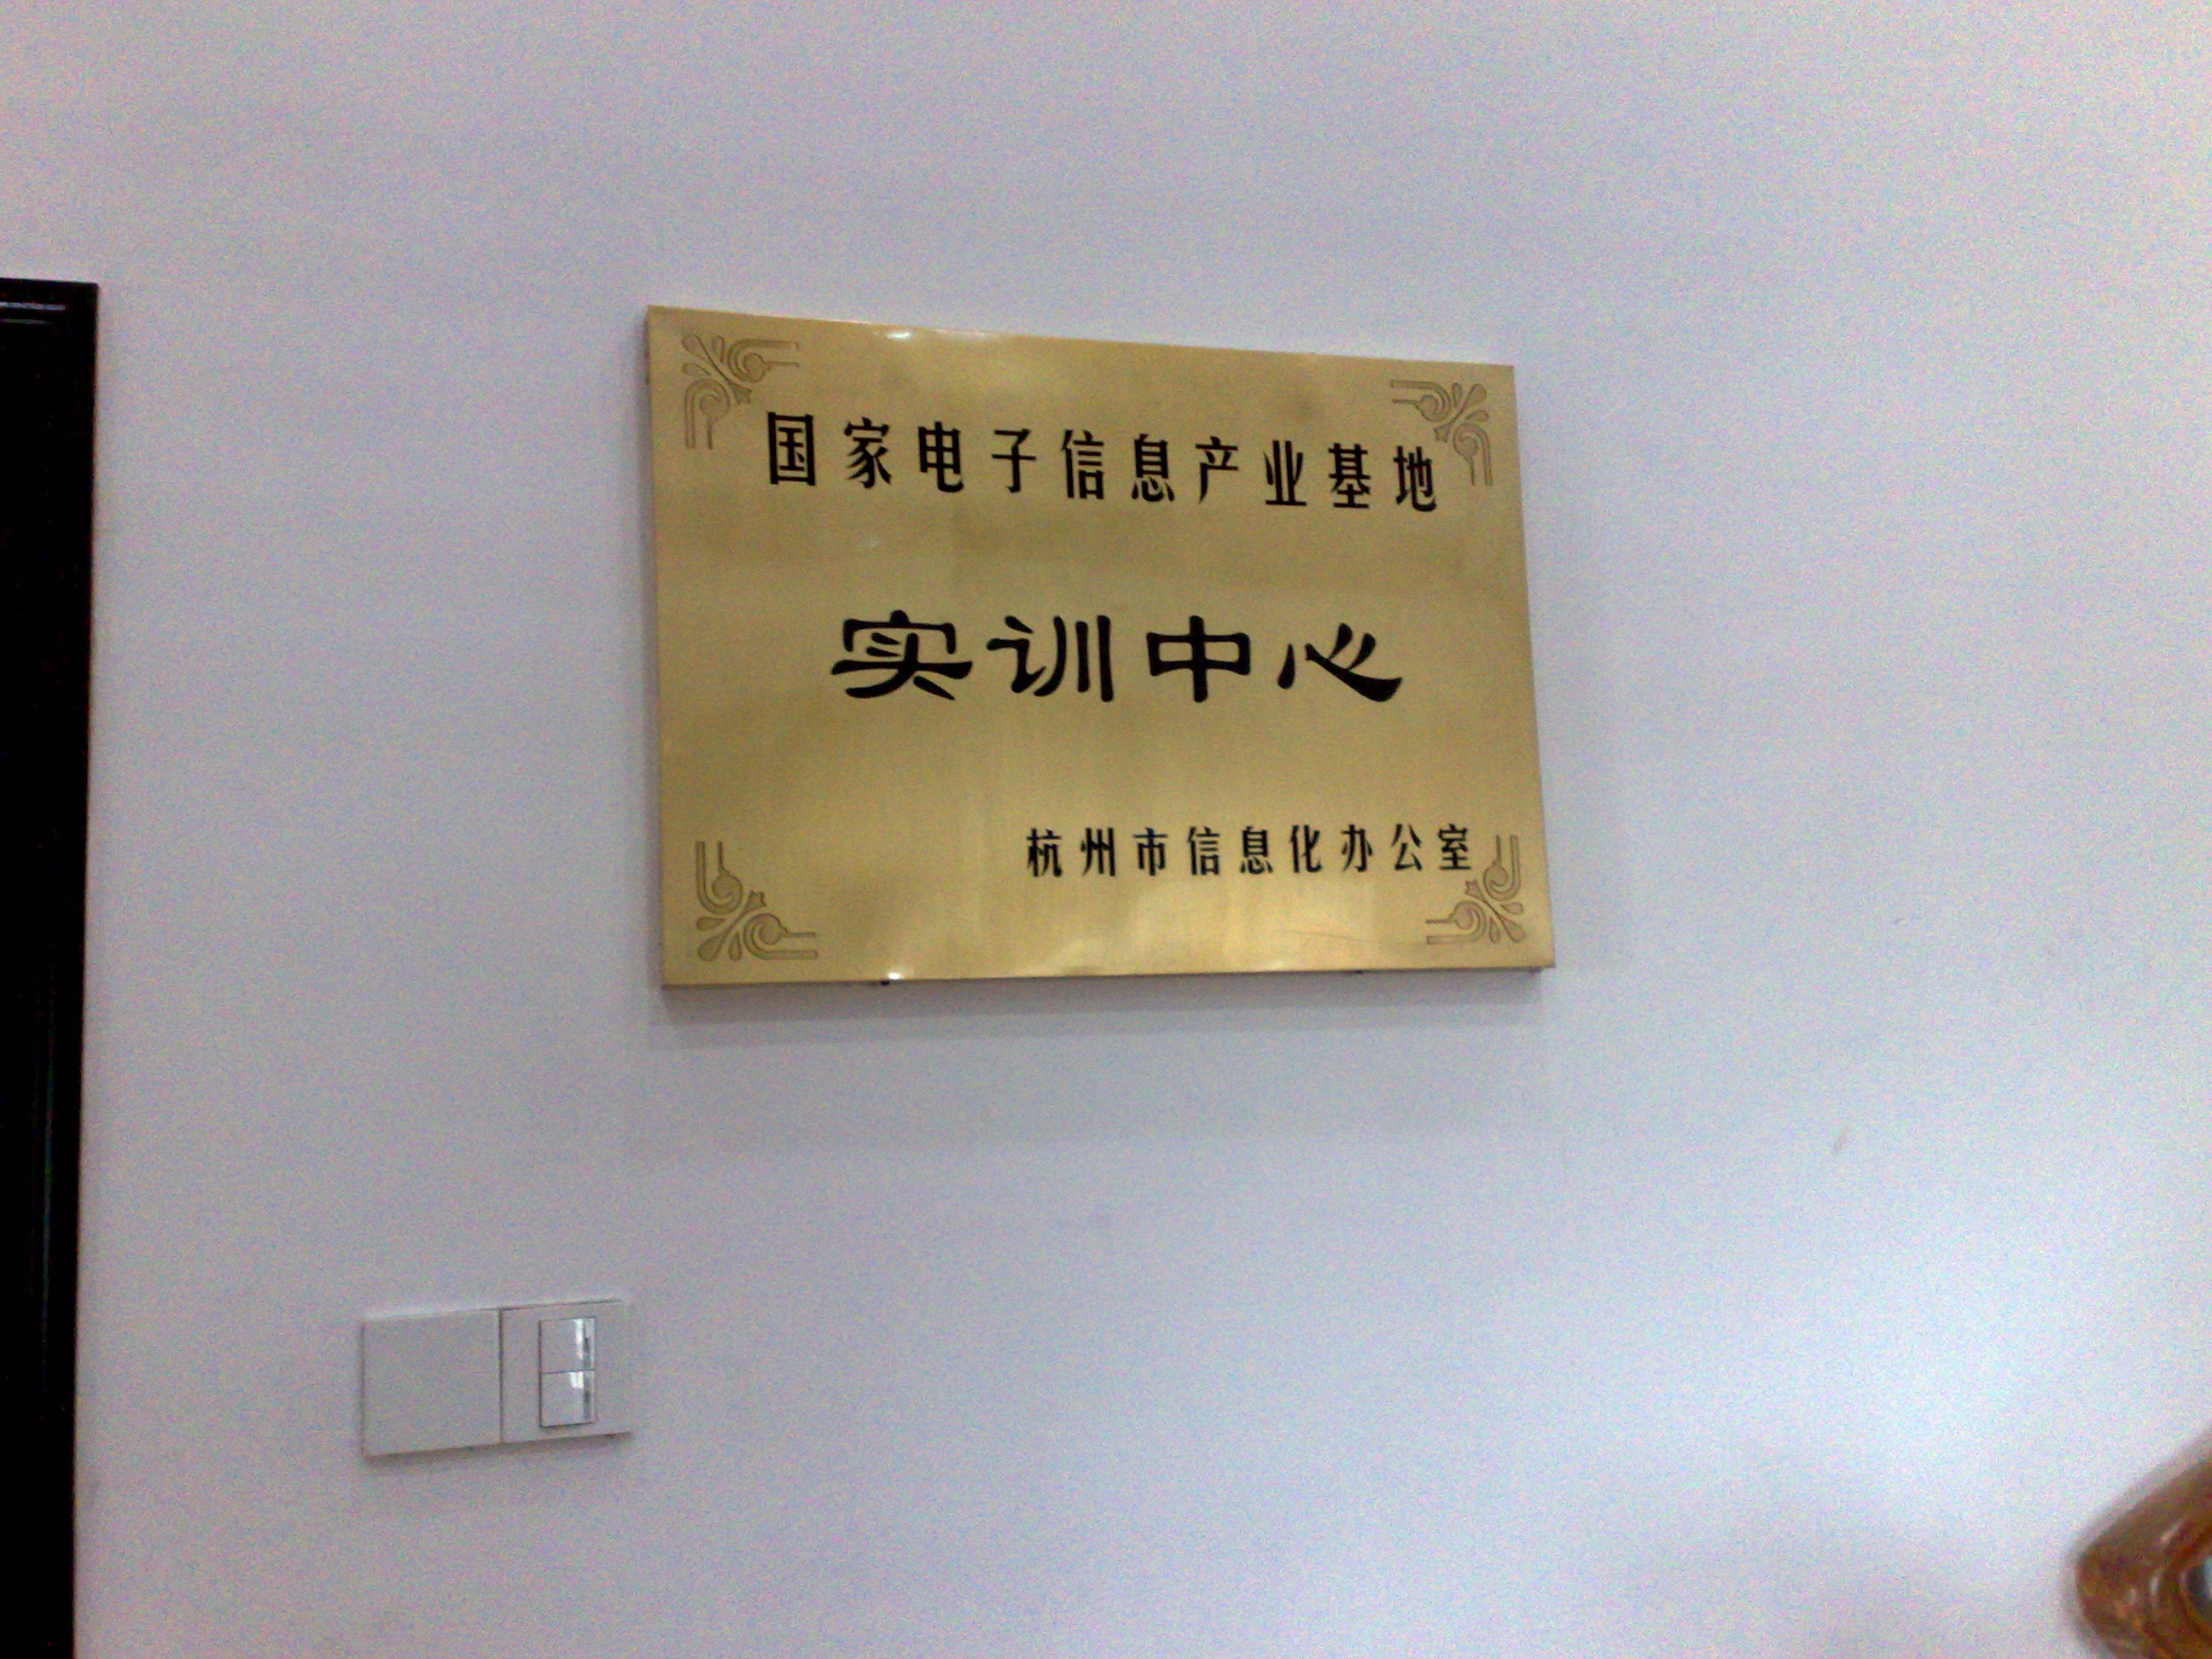 国家电子信息产业基地
实训中心
杭州市信息化办公室